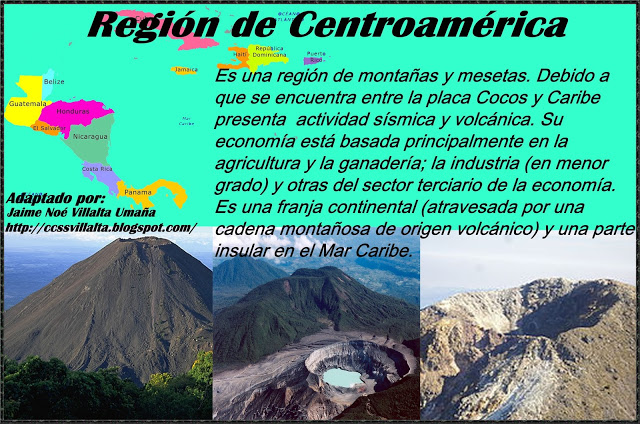 Región de Centroamérica
OCÉANO
República
Dominicana
Haití
Puerto
Rico
Jamaica
Belize
Guatemala
Honduras
El Salvador
Nicaragua
Mar
Caribe
Costa Rica
Panama
Es una región de montañas y mesetas. Debido a
que se encuentra entre la placa Cocos y Caribe
presenta actividad sísmica y volcánica. Su
economía está basada principalmente en la
agricultura y la ganadería; la industria (en menor
grado) y otras del sector terciario de la economía.
Es una franja continental (atravesada por una
cadena montañosa de origen volcánico) y una parte
insular en el Mar Caribe.
Adaptado por:
Jaime Noé Villalta Umaña
http://ccssvillalta.blogspot.com/